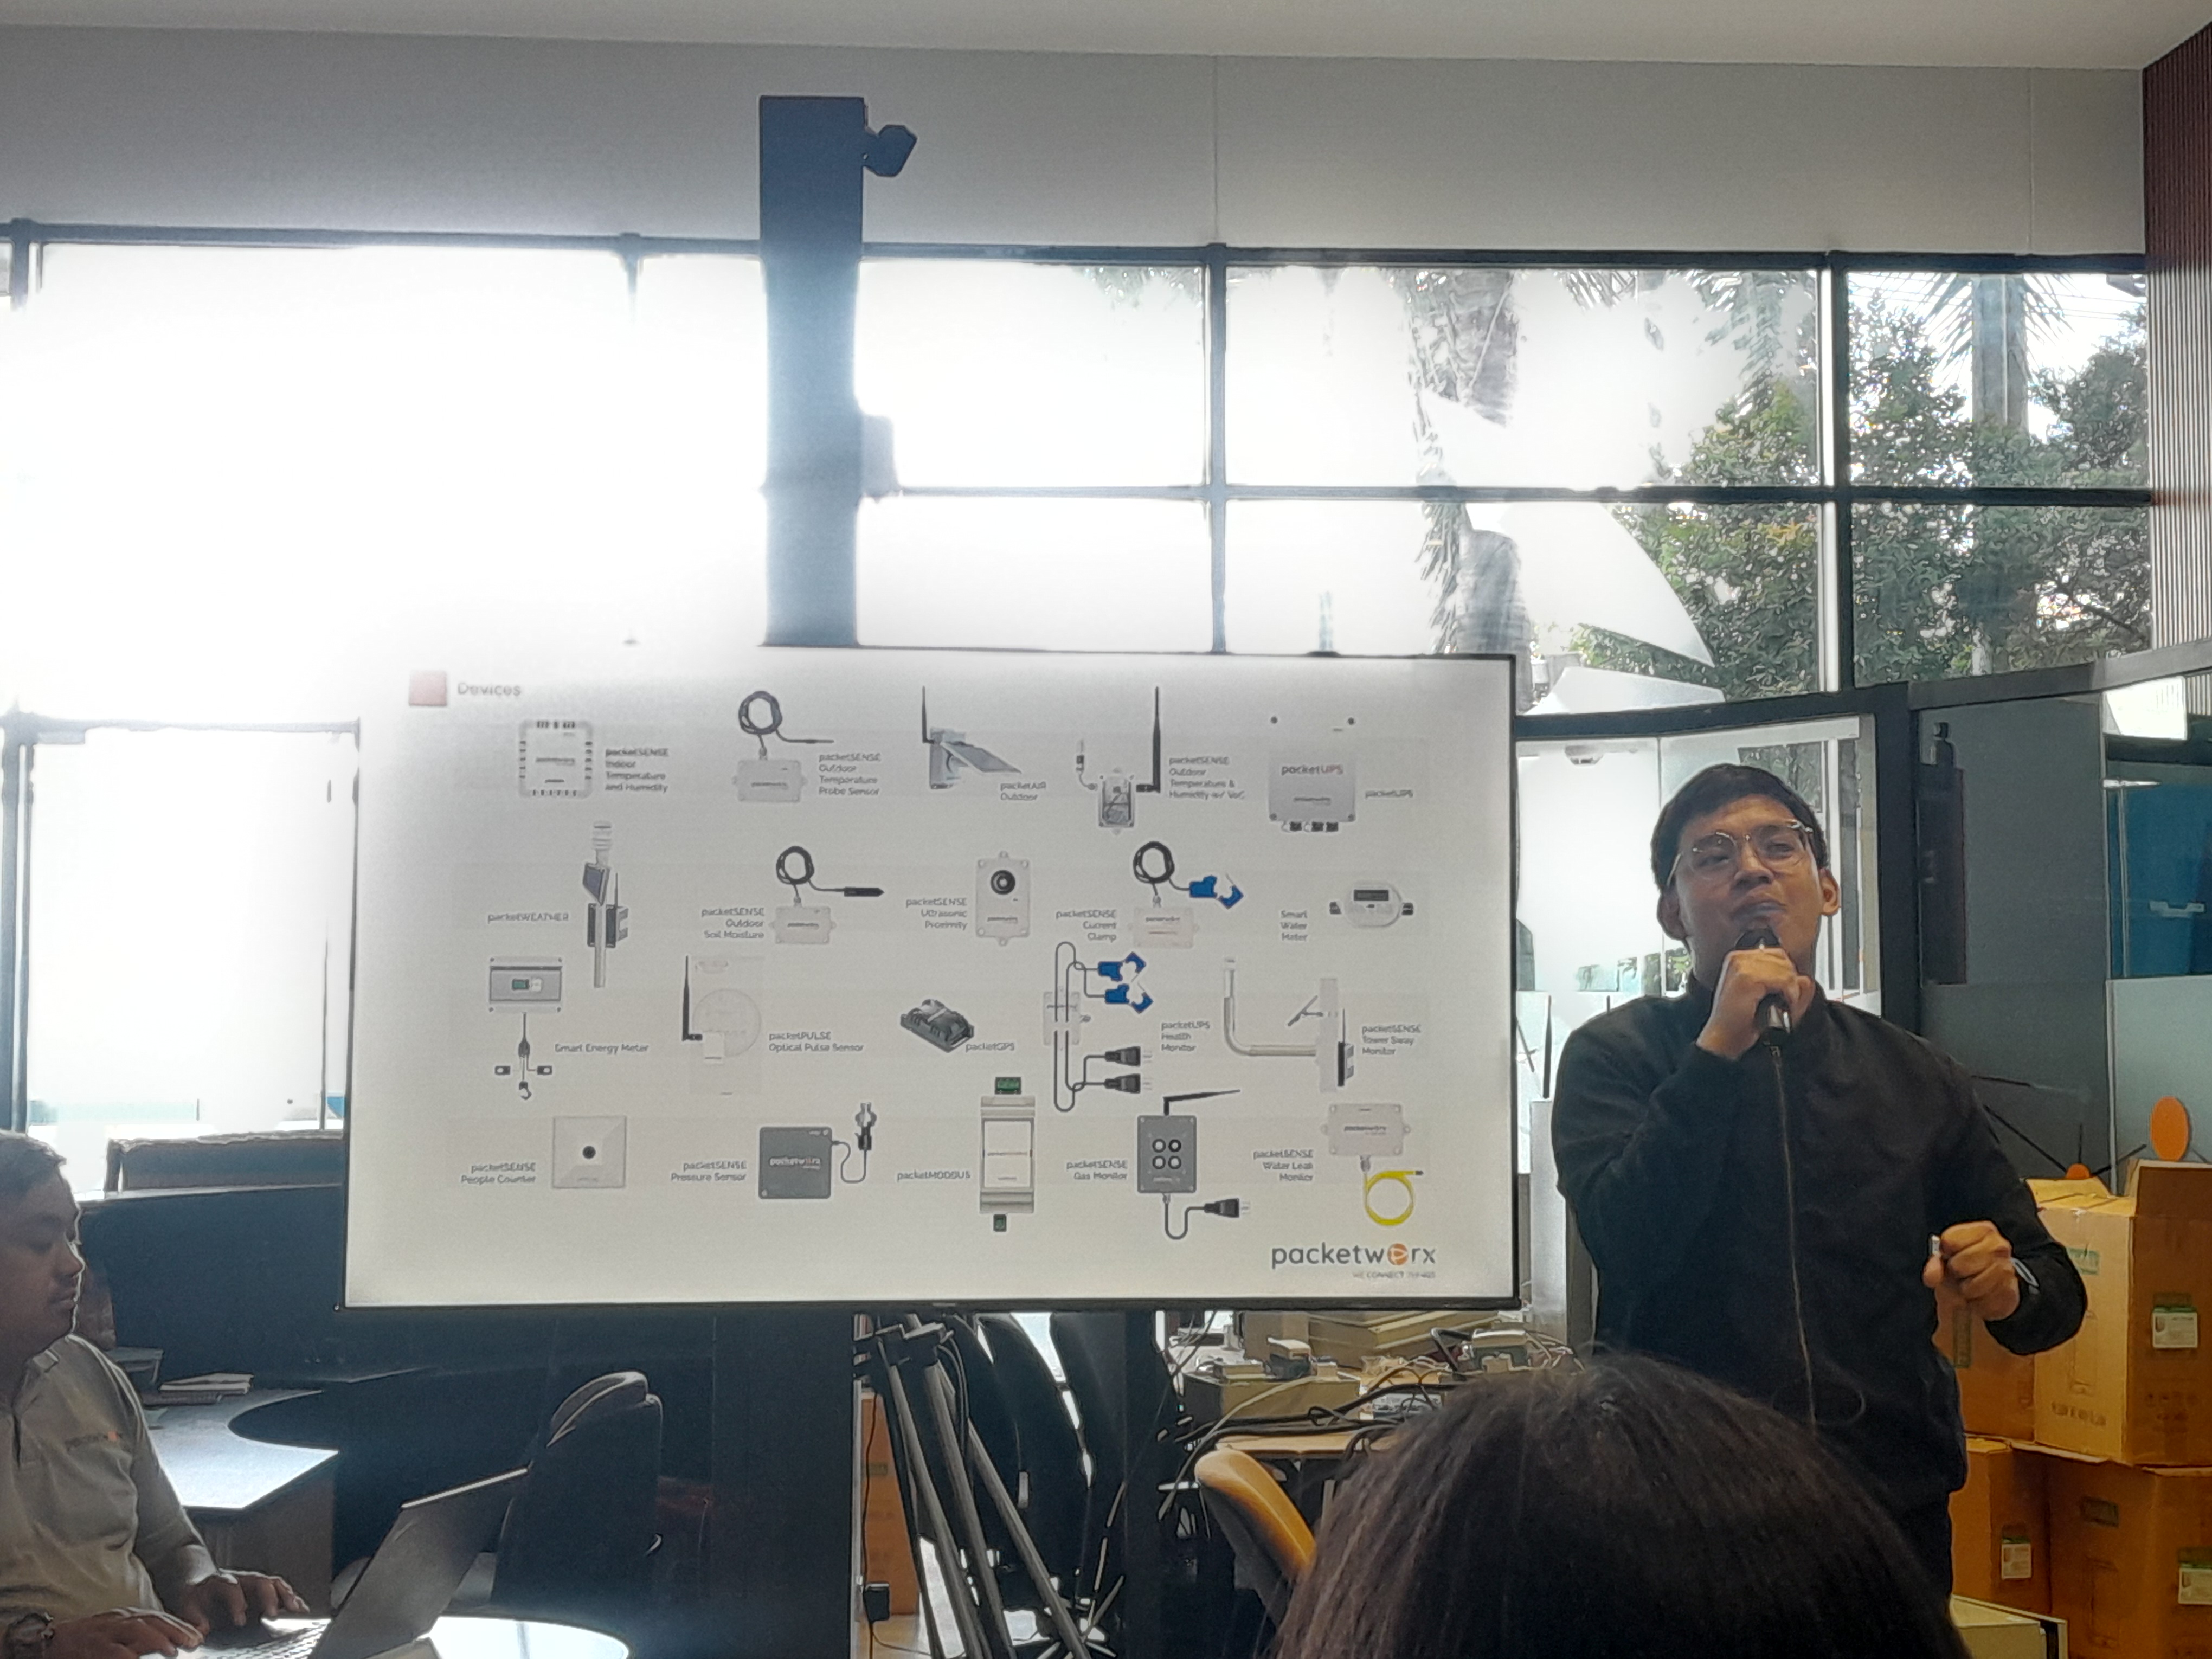 Devices
packetSENSE
Indoor
Temperature
and Humidity
packetSENSE
Outdoor
Temperature
Probe Sensor
packetAIR
Outdoor
packetSENSE
Outdoor
Temperature &
Humidity w/ VoC
packetUPS
packetUPS
packetWEATHER
packetSENSE
Outdoor
Soil Moisture
packetSENSE
Ultrasonic
Proximity
packetSENSE
Current
Clamp
Smart
Water
Meter
Smart Energy Meter
packetPULSE
Optical Pulse Sensor
packetGPS
packetUPS
Health
Monitor
packetSENSE
Tower Sway
Monitor
packetSENSE
People Counter
packetSENSE
Pressure Sensor
packetworx
packetMODBUS
packetSENSE
Gas Monitor
packetSENSE
Water Leak
Monitor
packetworx
WE CONNECT THINGS